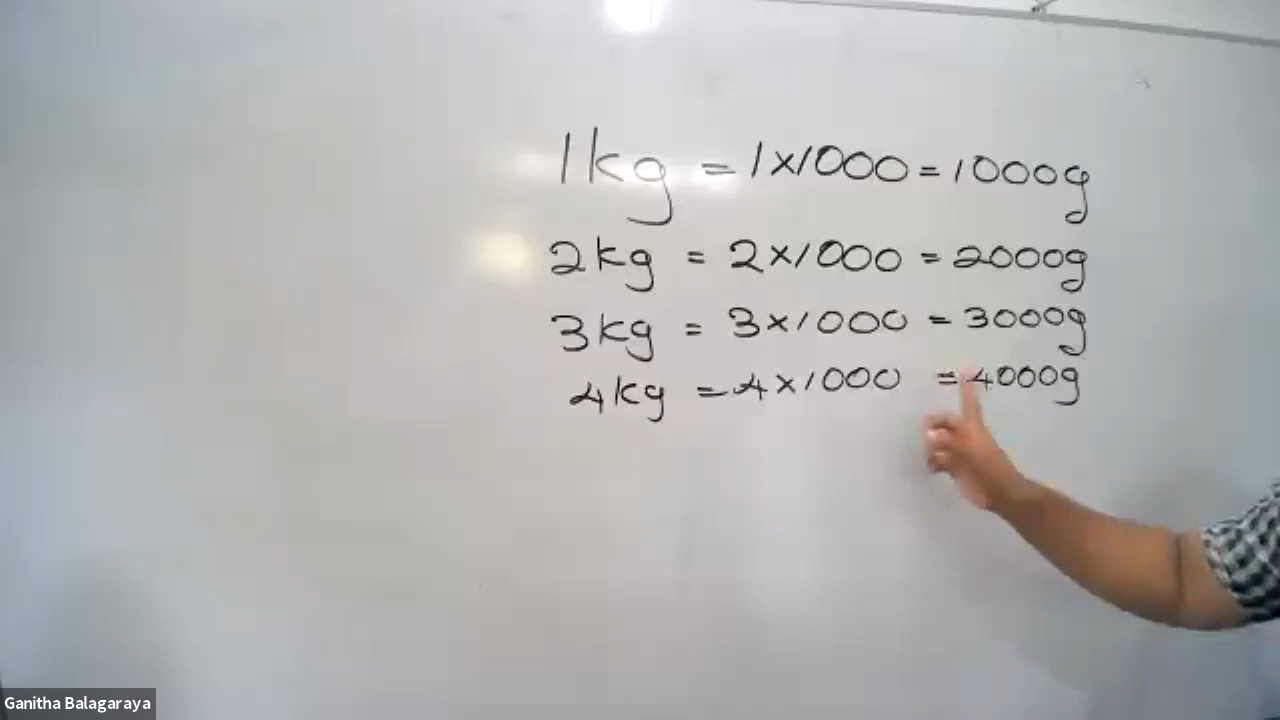 1kg = 1×1000 = 1000g
2kg = 2×1000 = 2000g
3kg = 3×1000 = 3000g
4kg = 4×1000 = 4000g
Ganitha Balagaraya